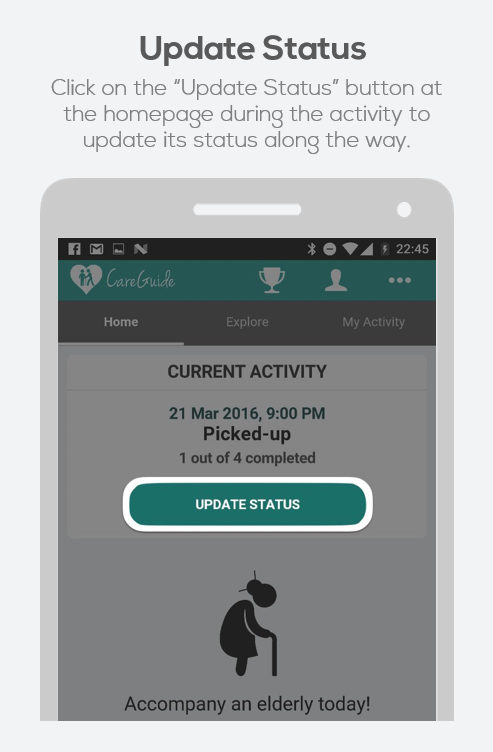 Update Status
Click on the “Update Status” button at
the homepage during the activity to
update its status along the way.
22:45
CareGuide
Home Explore My Activity
CURRENT ACTIVITY
21 Mar 2016, 9:00 PM
Picked-up
1 out of 4 completed
UPDATE STATUS
Accompany an elderly today!